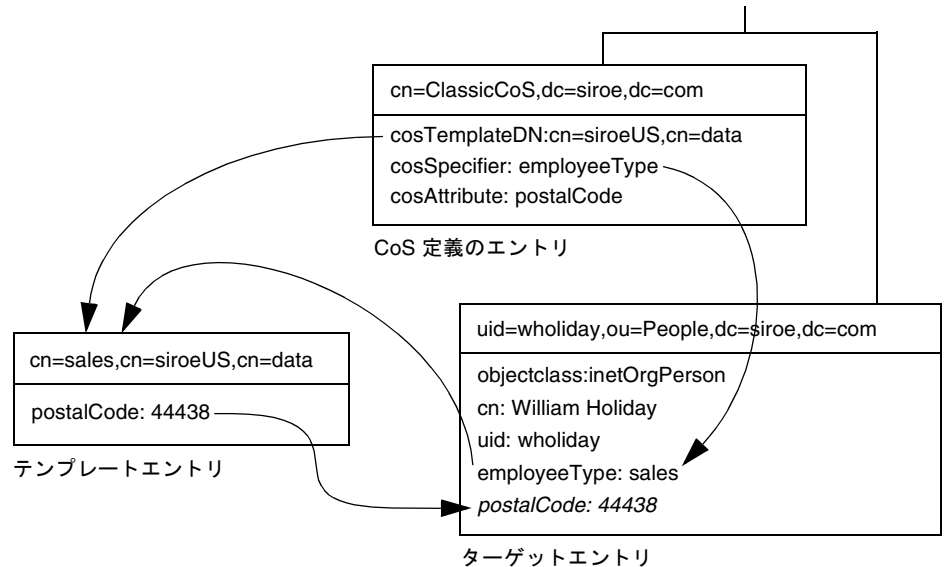 cn=ClassicCoS,dc=siroe,dc=com
cosTemplateDN:cn=siroeUS,cn=data
cosSpecifier: employeeType
cosAttribute: postalCode
CoS 定義のエントリ
cn=sales,cn=siroeUS,cn=data
postalCode: 44438
テンプレートエントリ
uid=wholiday,ou=People,dc=siroe,dc=com
objectclass:inetOrgPerson
cn: William Holiday
uid: wholiday
employeeType: sales
postalCode: 44438
ターゲットエントリ